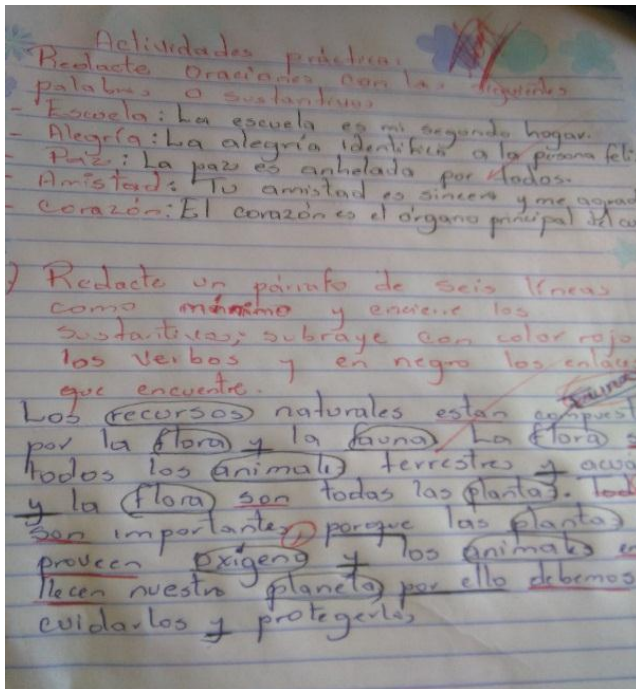 Actividades prácticas
Redacte Oraciones con las siguientes
palabras o sustantivos
- Escuela: La escuela es mi segundo hogar.
- Alegría: La alegría identifica a la persona feli
- Paz: La paz es anhelada por todos.
- Amistad: Tu amistad es sincera y me agrad
- Corazón: El corazón es el órgano principal del cu
) Redacte un párrafo de seis líneas
como mínimo y encierre los
sustantivos; subraye con color rojo
los verbos y en negro los enlace
que encuentre.
fauna
Los recursos naturales estan compuest
por la flora y la fauna. La flora s
todos los animales terrestres y acuá
y la flora son todas las plantas. Tod
son importantes, porque las plantas
proveen oxígeno y los animales en
llecen nuestro planeta por ello debemos
cuidarlos y protegerlos